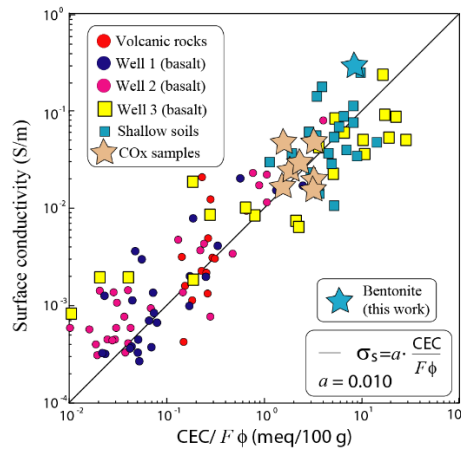 10⁰
10⁻¹
10⁻²
10⁻³
10⁻⁴
Surface conductivity (S/m)
Volcanic rocks
Well 1 (basalt)
Well 2 (basalt)
Well 3 (basalt)
Shallow soils
COx samples
Bentonite
(this work)
σs=a· CEC/Fϕ
a = 0.010
10⁻² 10⁻¹ 10⁰ 10¹ 10²
CEC/ F ϕ (meq/100 g)